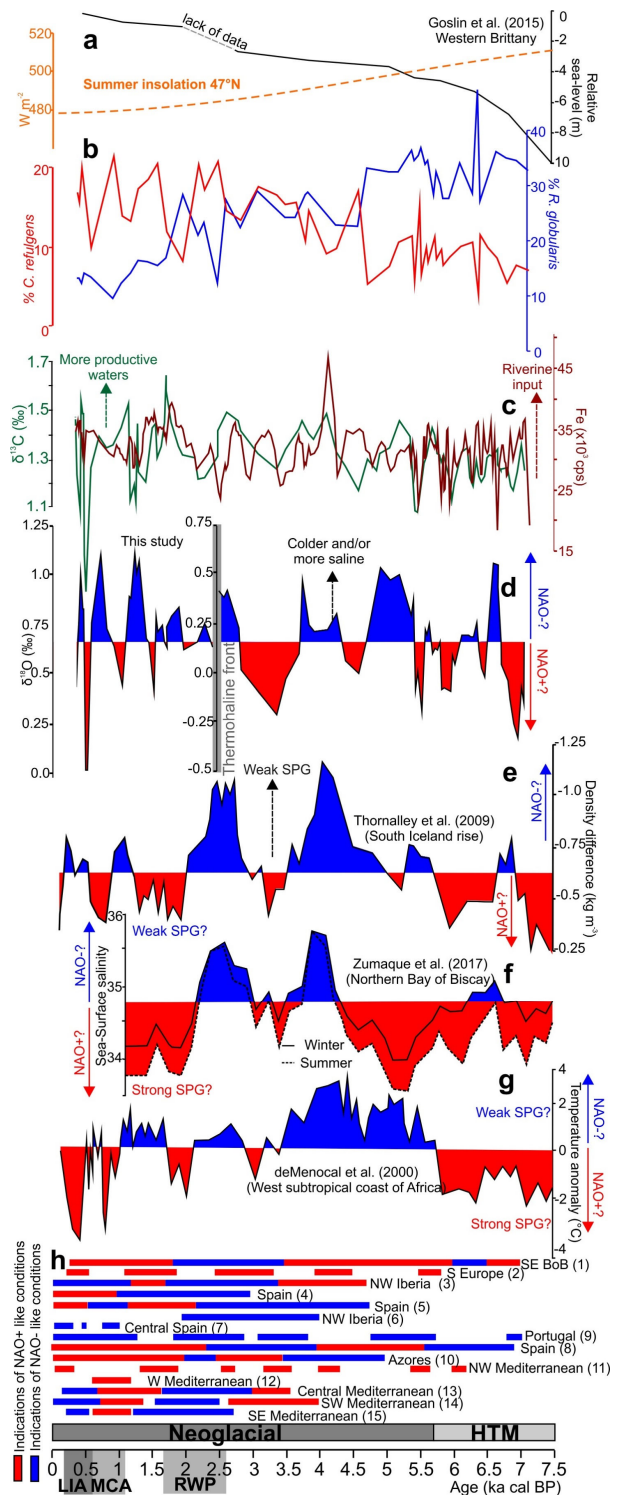 a
lack of data
Goslin et al. (2015)
Western Brittany
0
-2
-4
-6
-8
-10
Relative
sea-level (m)
520
500
480
W m-2
Summer insolation 47°N
b
20
10
0
% C. refulgens
40
30
20
10
0
% R. globularis
c
1.7
1.5
1.3
1.1
δ13C (‰)
More productive
waters
Riverine
input
45
35
25
15
Fe (x10³ cps)
d
1.25
1.0
0.75
0.5
0.25
0.0
δ18O (‰)
This study
0.75
0.5
0.25
0.0
-0.25
-0.5
Thermohaline front
Colder and/or
more saline
NAO-?
NAO+?
e
Weak SPG
Thornalley et al. (2009)
(South Iceland rise)
-1.25
-1.0
-0.75
-0.5
-0.25
Density difference (kg m-3)
NAO-?
NAO+?
f
36
35
34
Sea-Surface salinity
Weak SPG?
Zumaque et al. (2017)
(Northern Bay of Biscay)
Winter
Summer
Strong SPG?
NAO-?
NAO+?
g
4
2
0
-2
-4
Temperature anomaly (°C)
Weak SPG?
deMenocal et al. (2000)
(West subtropical coast of Africa)
Strong SPG?
NAO-?
NAO+?
h
SE BoB (1)
S Europe (2)
NW Iberia (3)
Spain (4)
Spain (5)
NW Iberia (6)
Central Spain (7)
Portugal (9)
Spain (8)
Azores (10)
NW Mediterranean (11)
W Mediterranean (12)
Central Mediterranean (13)
SW Mediterranean (14)
SE Mediterranean (15)
Indications of NAO+ like conditions
Indications of NAO- like conditions
Neoglacial
HTM
0 0.5 1 1.5 2 2.5 3 3.5 4 4.5 5 5.5 6 6.5 7 7.5
LIA MCA RWP
Age (ka cal BP)